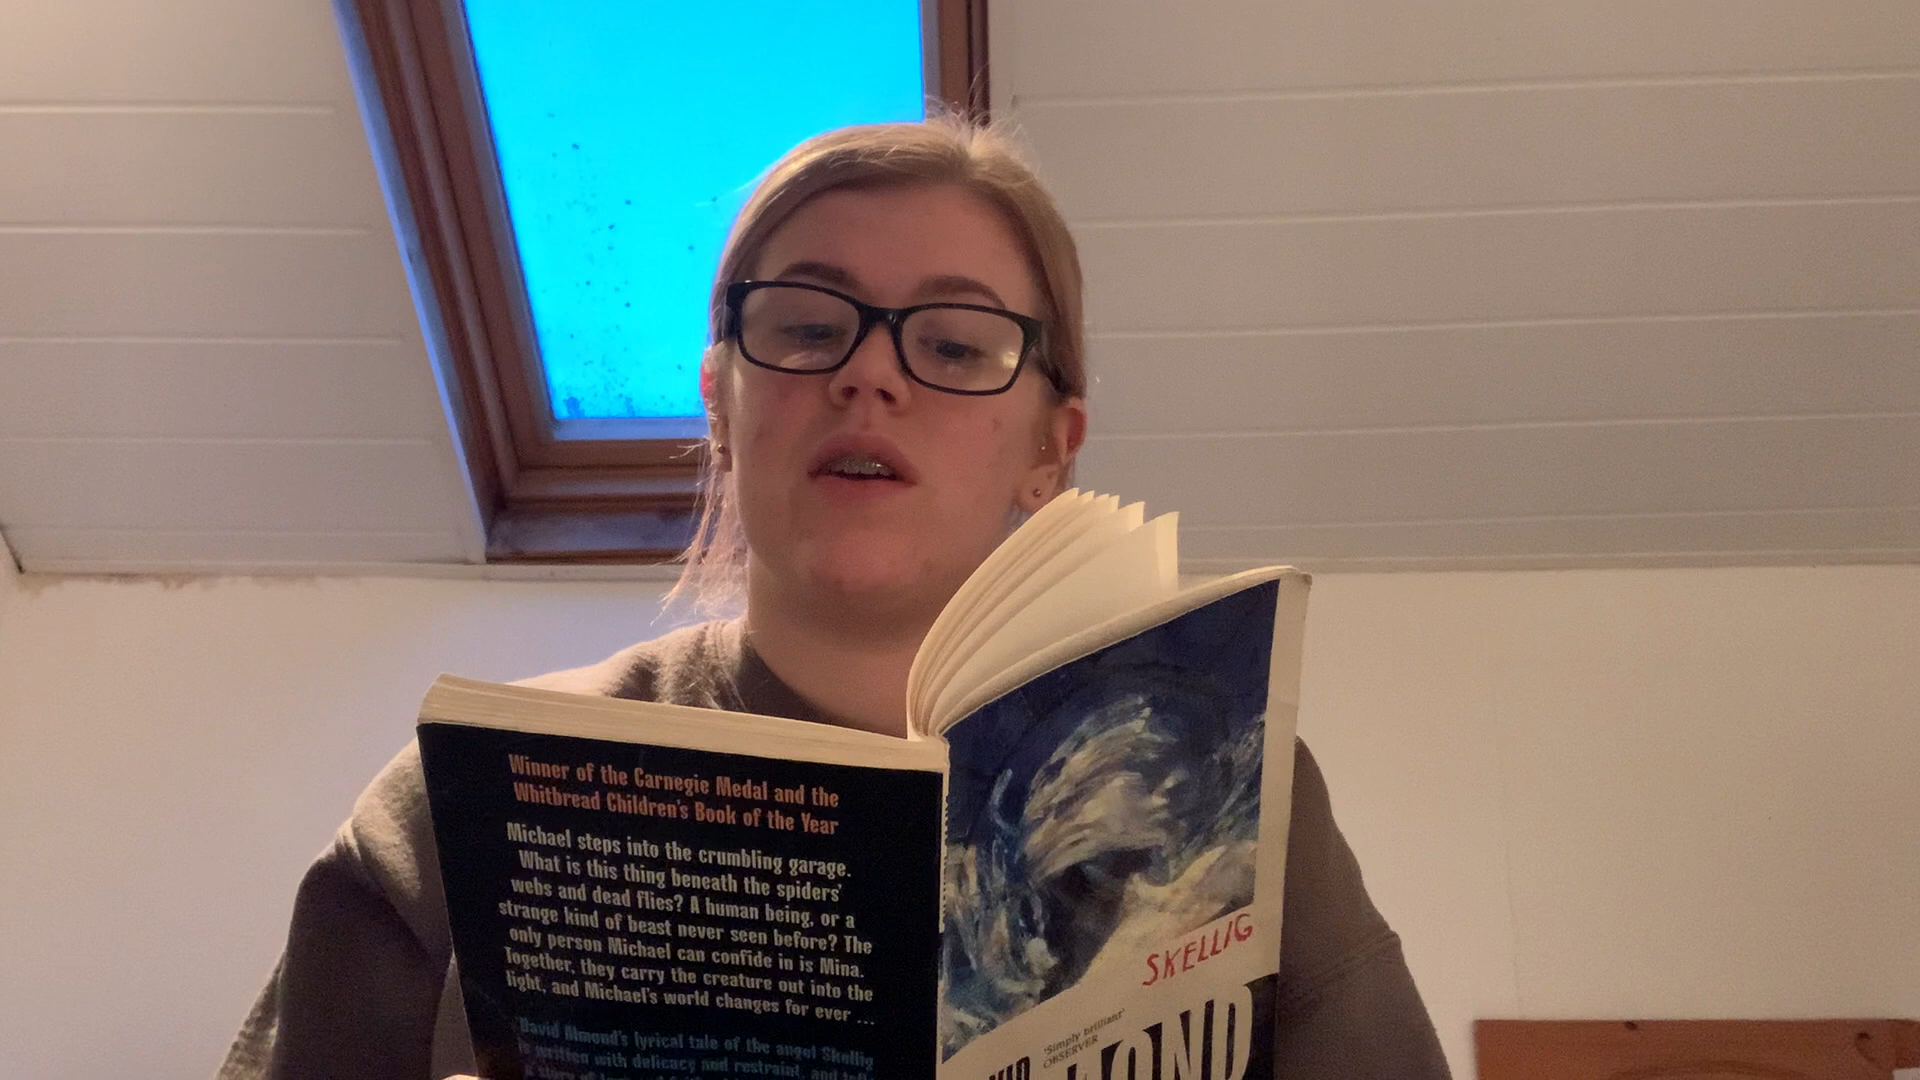 Winner of the Carnegie Medal and the
Whitbread Children's Book of the Year
Michael steps into the crumbling garage.
What is this thing beneath the spiders'
webs and dead flies? A human being, or a
strange kind of beast never seen before? The
only person Michael can confide in is Mina.
Together, they carry the creature out into the
light, and Michael's world changes for ever ...
'David Almond's lyrical tale of the angel Skellig
is written with delicacy and restraint, and
a story of
SKELLIG
'Simply brilliant'
OBSERVER